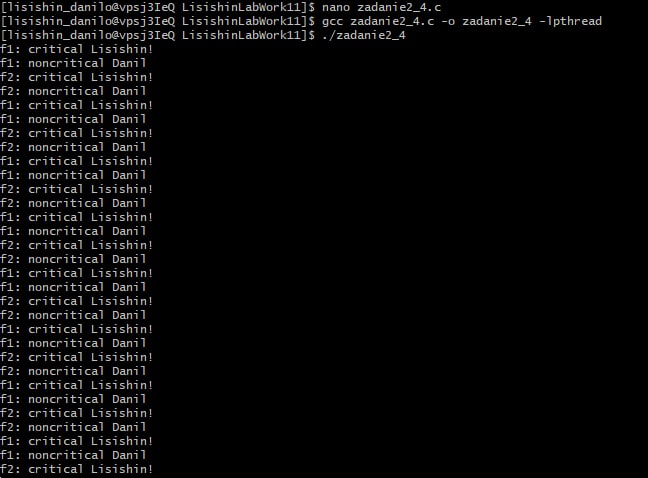 [lisishin_danilo@vpsj3IeQ LisishinLabWork11]$ nano zadanie2_4.c
[lisishin_danilo@vpsj3IeQ LisishinLabWork11]$ gcc zadanie2_4.c -o zadanie2_4 -lpthread
[lisishin_danilo@vpsj3IeQ LisishinLabWork11]$ ./zadanie2_4
f1: critical Lisishin!
f1: noncritical Danil
f2: critical Lisishin!
f2: noncritical Danil
f1: critical Lisishin!
f1: noncritical Danil
f2: critical Lisishin!
f2: noncritical Danil
f1: critical Lisishin!
f1: noncritical Danil
f2: critical Lisishin!
f2: noncritical Danil
f1: critical Lisishin!
f1: noncritical Danil
f2: critical Lisishin!
f2: noncritical Danil
f1: critical Lisishin!
f1: noncritical Danil
f2: critical Lisishin!
f2: noncritical Danil
f1: critical Lisishin!
f1: noncritical Danil
f2: critical Lisishin!
f2: noncritical Danil
f1: critical Lisishin!
f1: noncritical Danil
f2: critical Lisishin!
f2: noncritical Danil
f1: critical Lisishin!
f1: noncritical Danil
f2: critical Lisishin!